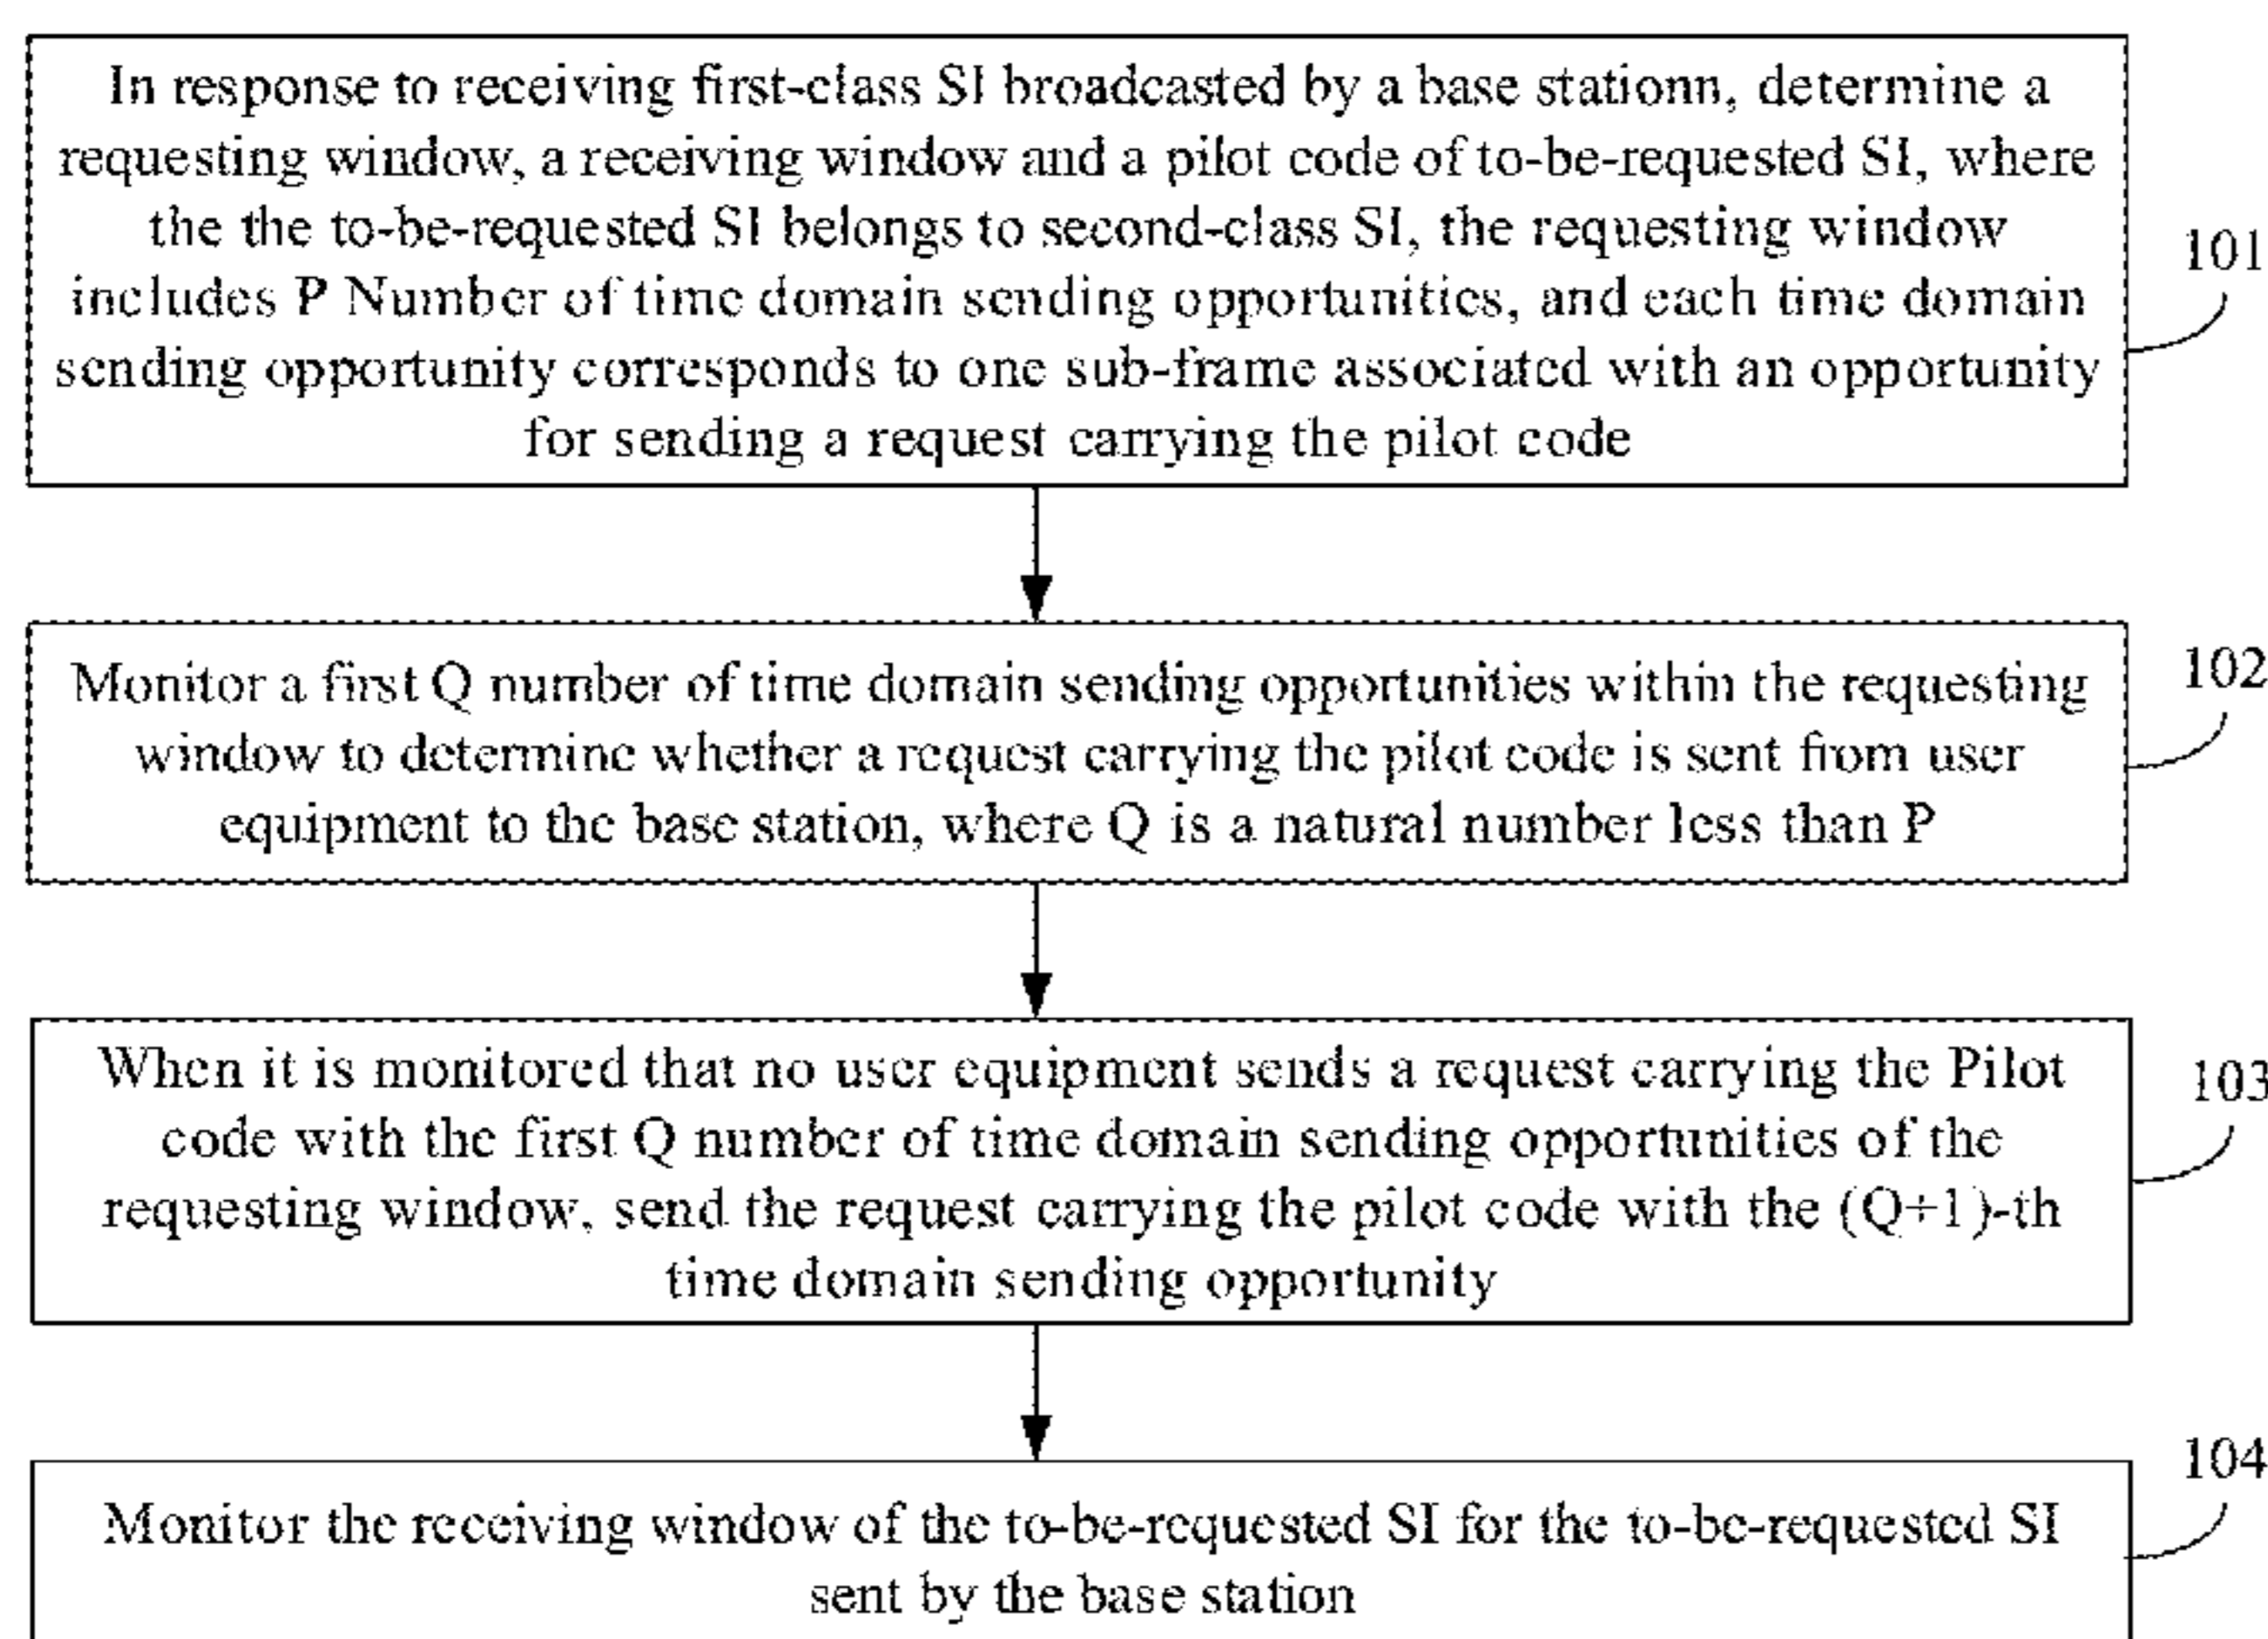 In response to receiving first-class SI broadcasted by a base stationn, determine a
requesting window, a receiving window and a pilot code of to-be-requested SI, where
the the to-be-requested SI belongs to second-class SI, the requesting window
includes P Number of time domain sending opportunities, and each time domain
sending opportunity corresponds to one sub-frame associated with an opportunity
for sending a request carrying the pilot code
101
Monitor a first Q number of time domain sending opportunities within the requesting
window to determine whether a request carrying the pilot code is sent from user
equipment to the base station, where Q is a natural number less than P
102
When it is monitored that no user equipment sends a request carrying the Pilot
code with the first Q number of time domain sending opportunities of the
requesting window, send the request carrying the pilot code with the (Q+1)-th
time domain sending opportunity
103
Monitor the receiving window of the to-be-requested SI for the to-be-requested SI
sent by the base station
104